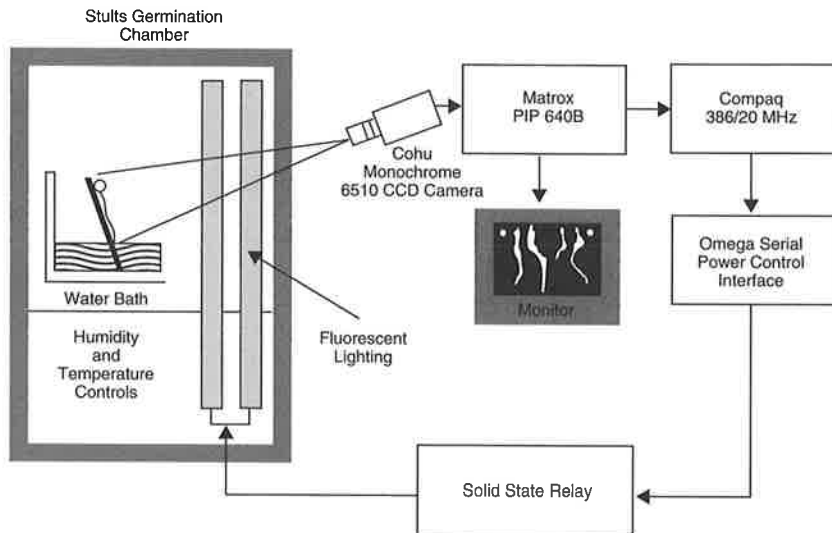 Stults Germination
Chamber
Matrox
PIP 640B
Compaq
386/20 MHz
Cohu
Monochrome
6510 CCD Camera
Omega Serial
Power Control
Interface
Water Bath
Monitor
Humidity
and
Temperature
Controls
Fluorescent
Lighting
Solid State Relay